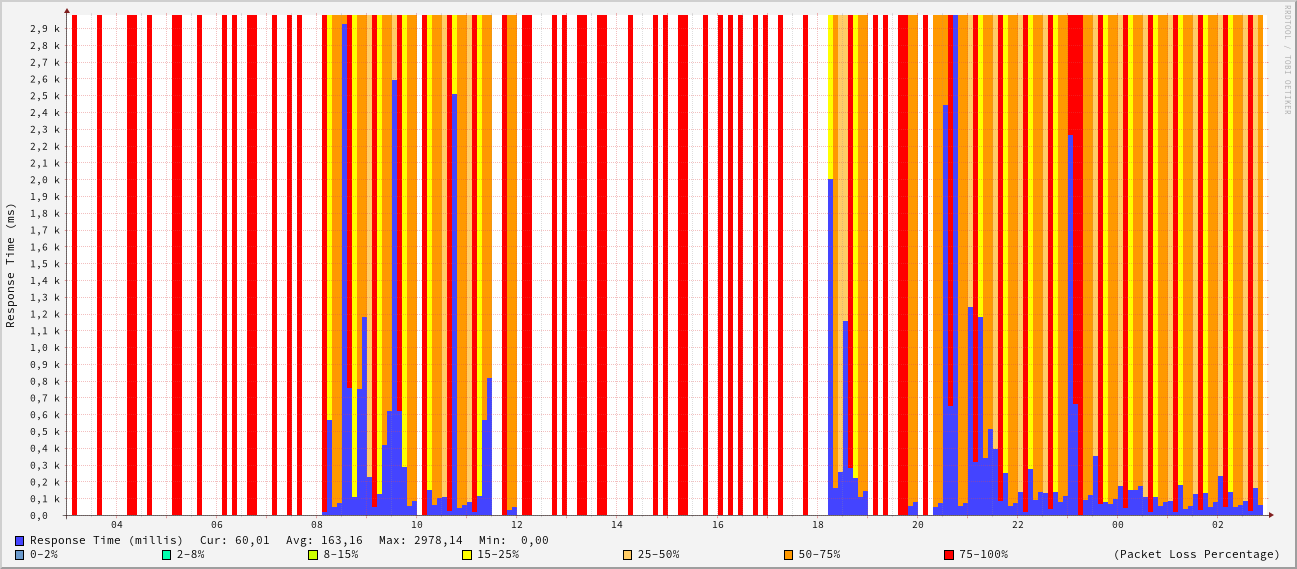 RRDTOOL / TOBI OETIKER
Response Time (ms)
2,9 k
2,8 k
2,7 k
2,6 k
2,5 k
2,4 k
2,3 k
2,2 k
2,1 k
2,0 k
1,9 k
1,8 k
1,7 k
1,6 k
1,5 k
1,4 k
1,3 k
1,2 k
1,1 k
1,0 k
0,9 k
0,8 k
0,7 k
0,6 k
0,5 k
0,4 k
0,3 k
0,2 k
0,1 k
0,0
04 06 08 10 12 14 16 18 20 22 00 02
Response Time (millis) Cur: 60,01 Avg: 163,16 Max: 2978,14 Min: 0,00
0-2% 2-8% 8-15% 15-25% 25-50% 50-75% 75-100% (Packet Loss Percentage)